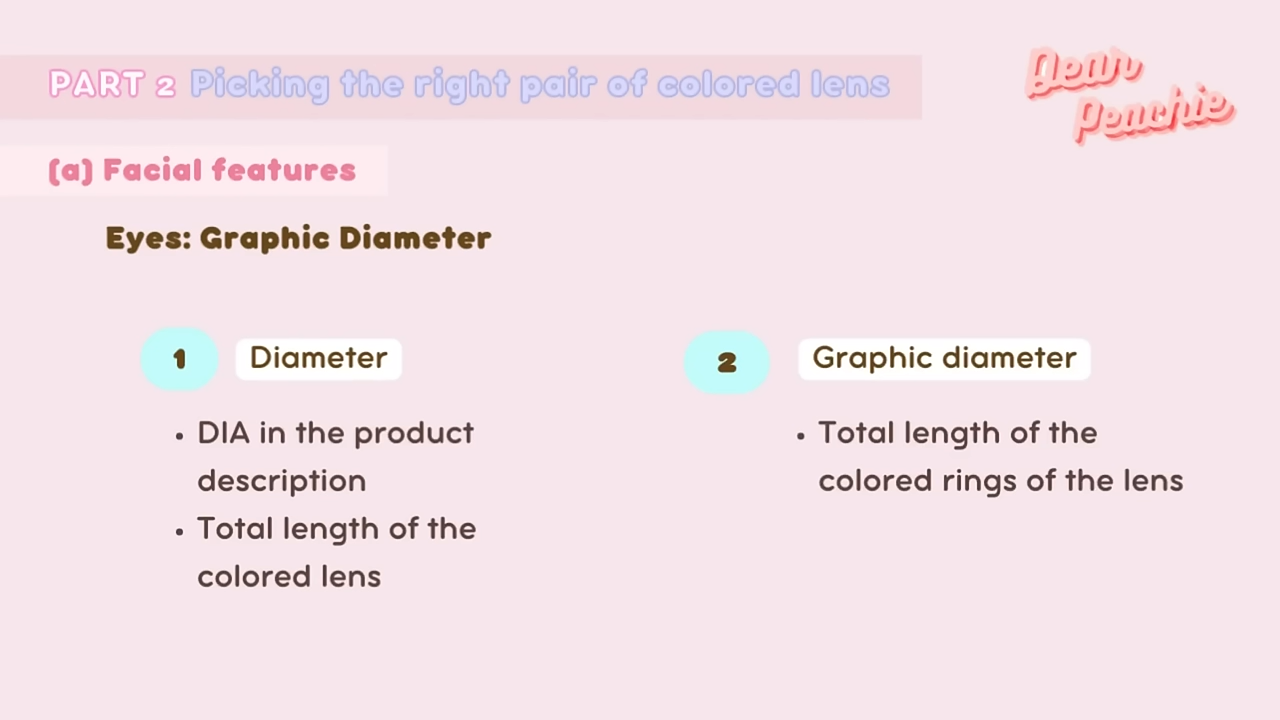 PART 2 Picking the right pair of colored lens
Dear
Peachie
(a) Facial features
Eyes: Graphic Diameter
1 Diameter
• DIA in the product
description
• Total length of the
colored lens
2 Graphic diameter
• Total length of the
colored rings of the lens